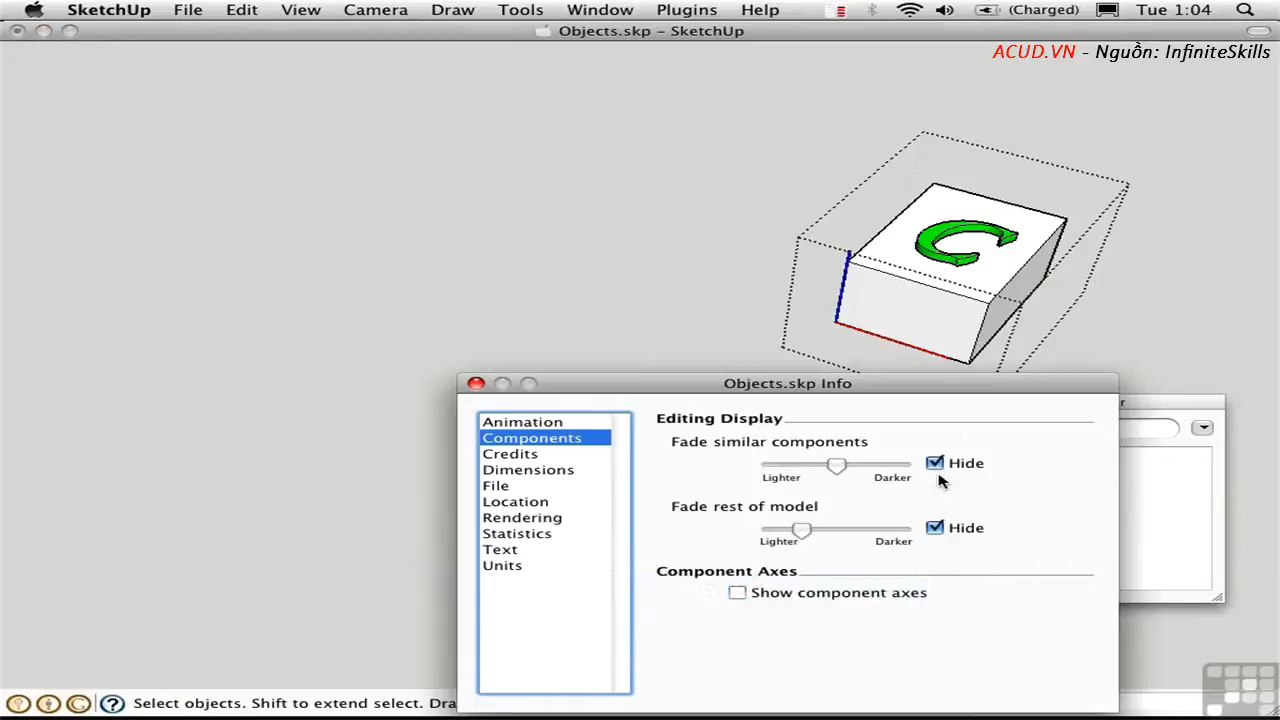 SketchUp File Edit View Camera Draw Tools Window Plugins Help (Charged) Tue 1:04
Objects.skp – SketchUp
ACUD.VN - Nguồn: InfiniteSkills
C
Objects.skp Info
Animation
Components
Credits
Dimensions
File
Location
Rendering
Statistics
Text
Units
Editing Display
Fade similar components
Hide
Lighter Darker
Fade rest of model
Hide
Lighter Darker
Component Axes
Show component axes
Select objects. Shift to extend select. Dra